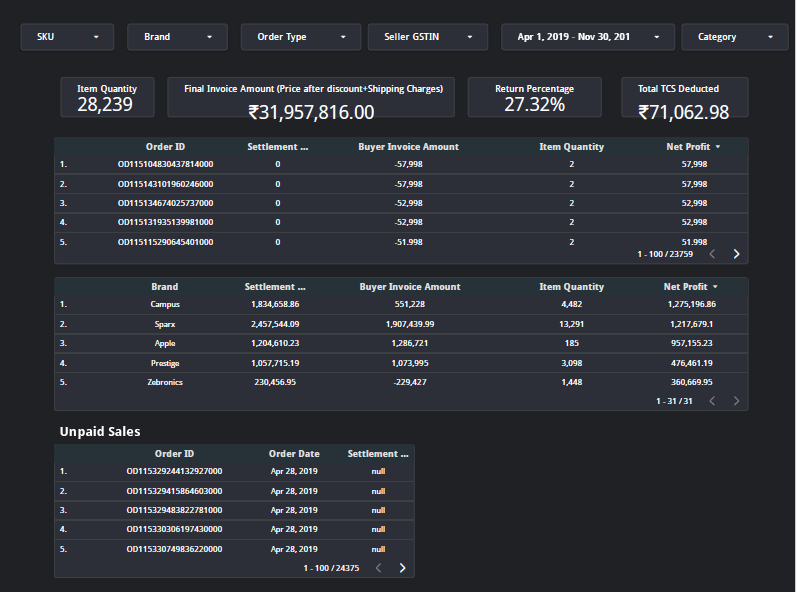 SKU Brand Order Type Seller GSTIN Apr 1, 2019 - Nov 30, 201 Category
Item Quantity
28,239
Final Invoice Amount (Price after discount+Shipping Charges)
₹31,957,816.00
Return Percentage
27.32%
Total TCS Deducted
₹71,062.98
Order ID Settlement ... Buyer Invoice Amount Item Quantity Net Profit
1. OD115104830437814000 0 -57,998 2 57,998
2. OD115143101960246000 0 -57,998 2 57,998
3. OD115134674025737000 0 -52,998 2 52,998
4. OD115131935139981000 0 -52,998 2 52,998
5. OD115115290645401000 0 -51,998 2 51,998
1 - 100 / 23759
Brand Settlement ... Buyer Invoice Amount Item Quantity Net Profit
1. Campus 1,834,658.86 551,228 4,482 1,275,196.86
2. Sparx 2,457,544.09 1,907,439.99 13,291 1,217,679.1
3. Apple 1,204,610.23 1,286,721 185 957,155.23
4. Prestige 1,057,715.19 1,073,995 3,098 476,461.19
5. Zebronics 230,456.95 -229,427 1,448 360,669.95
1 - 31 / 31
Unpaid Sales
Order ID Order Date Settlement ...
1. OD115329244132927000 Apr 28, 2019 null
2. OD115329415864603000 Apr 28, 2019 null
3. OD115329483822781000 Apr 28, 2019 null
4. OD115330306197430000 Apr 28, 2019 null
5. OD115330749836220000 Apr 28, 2019 null
1 - 100 / 24375